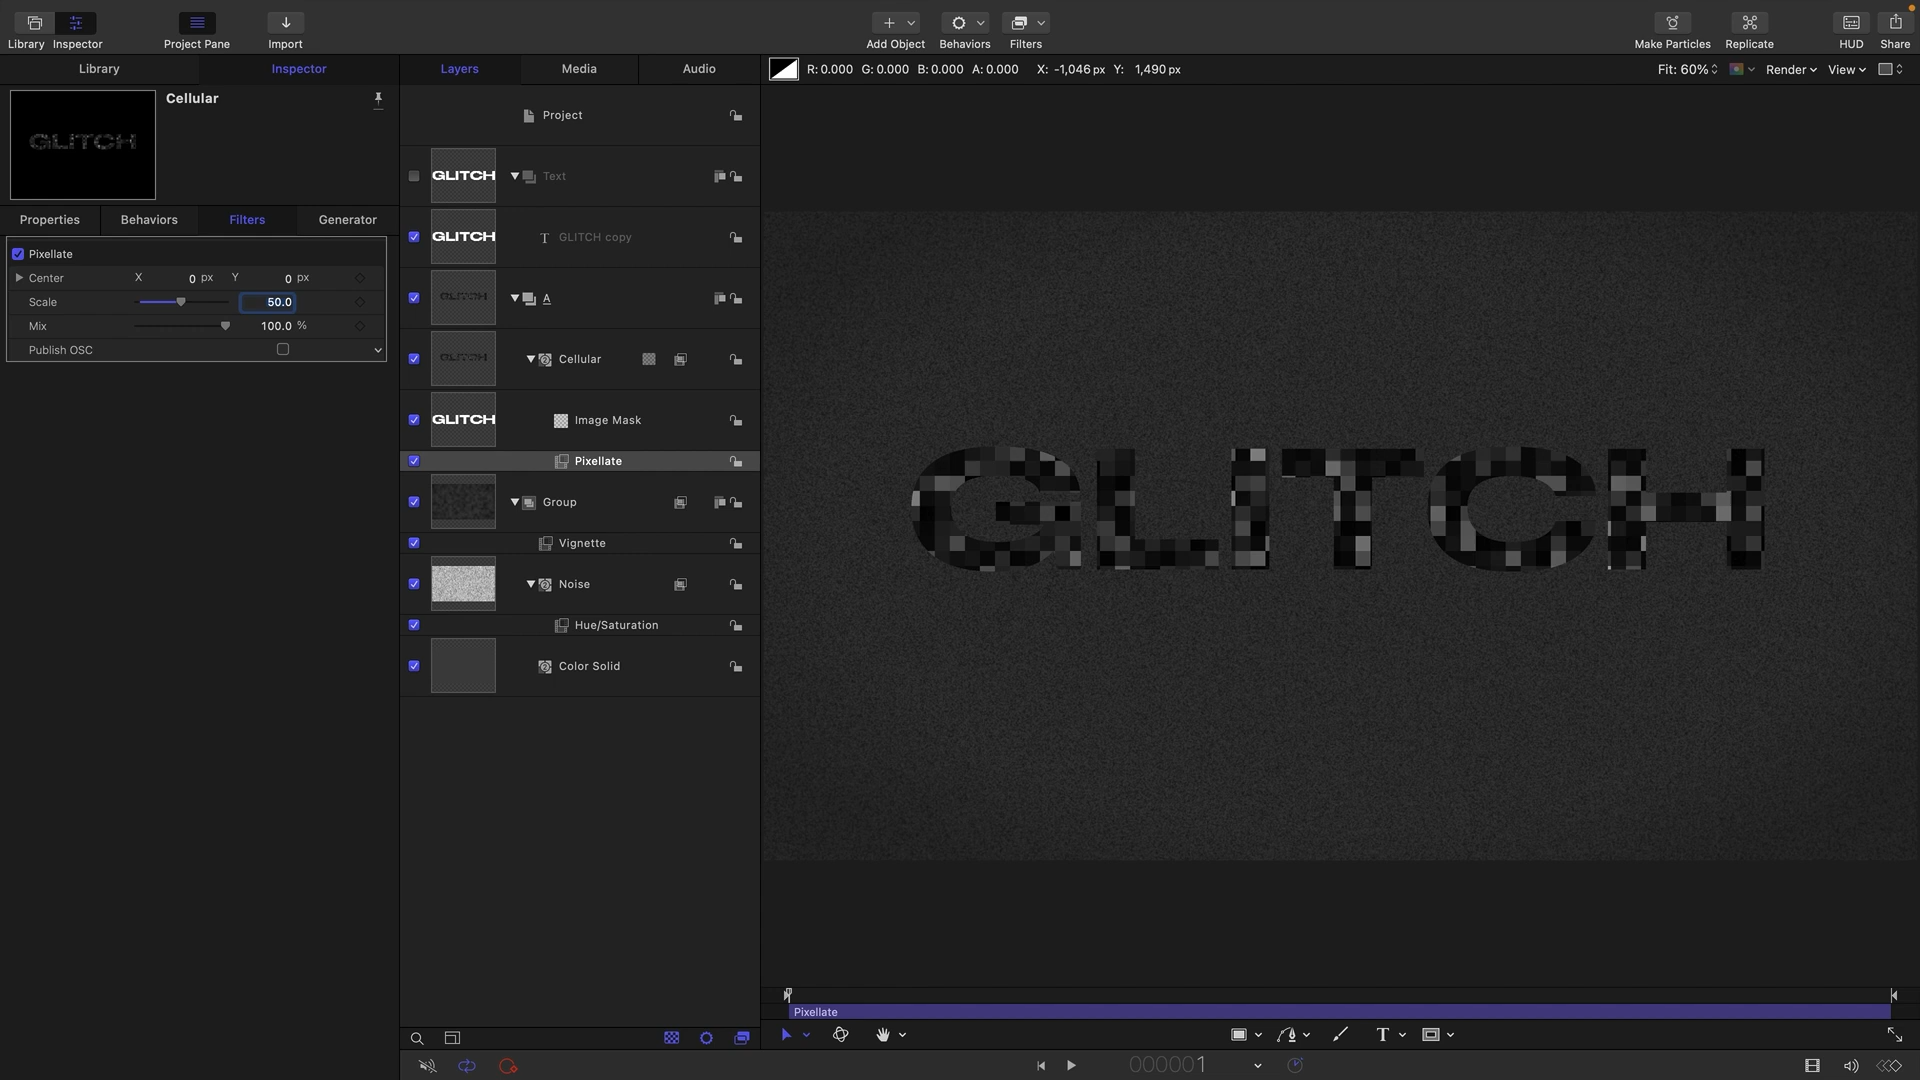 Library Inspector Project Pane Import Add Object Behaviors Filters Make Particles Replicate HUD Share
Library Inspector Layers Media Audio R: 0.000 G: 0.000 B: 0.000 A: 0.000 X: -1,046 px Y: 1,490 px Fit: 60% Render View
Cellular
GLITCH
Properties Behaviors Filters Generator
Pixellate
Center X 0 px Y 0 px
Scale 50.0
Mix 100.0 %
Publish OSC
Project
GLITCH Text
GLITCH T GLITCH copy
GLITCH A
GLITCH Cellular
GLITCH Image Mask
Pixellate
Group
Vignette
Noise
Hue/Saturation
Color Solid
GLITCH
Pixellate
T
000001